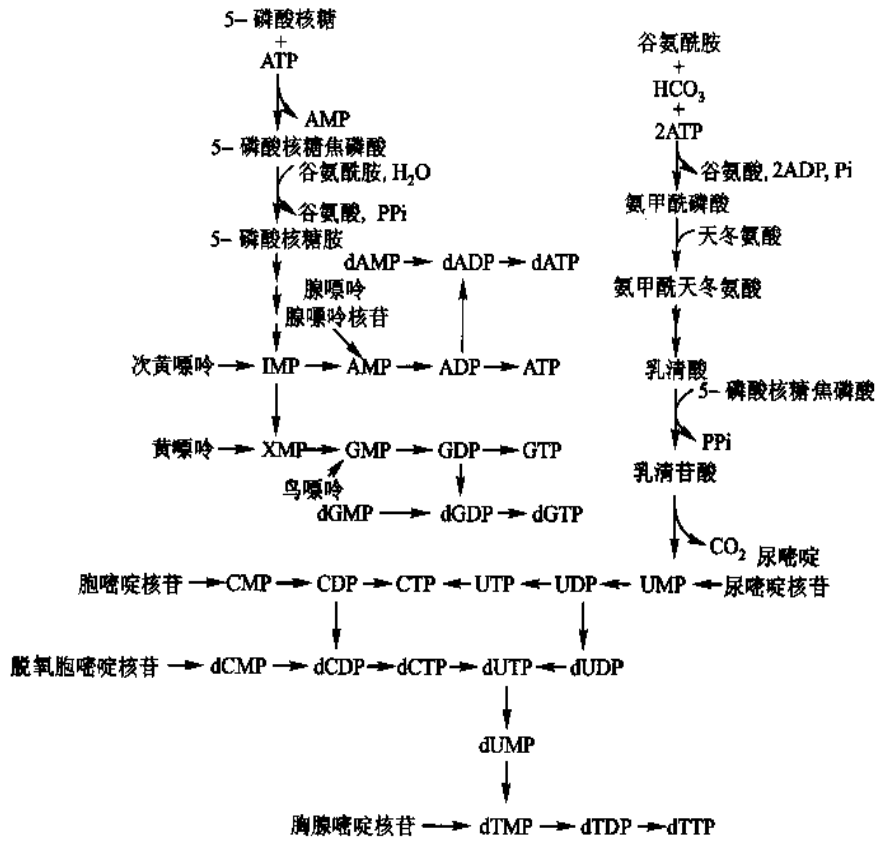 5- 磷酸核糖
+
ATP
AMP
5- 磷酸核糖焦磷酸
谷氨酰胺, H₂O
谷氨酸, PPi
5- 磷酸核糖胺
dAMP dADP dATP
腺嘌呤
腺嘌呤核苷
次黄嘌呤 IMP AMP ADP ATP
黄嘌呤 XMP GMP GDP GTP
鸟嘌呤
dGMP dGDP dGTP
谷氨酰胺
+
HCO₃
+
2ATP
谷氨酸, 2ADP, Pi
氨甲酰磷酸
天冬氨酸
氨甲酰天冬氨酸
乳清酸
5- 磷酸核糖焦磷酸
PPi
乳清苷酸
CO₂ 尿嘧啶
胞嘧啶核苷 CMP CDP CTP UTP UDP UMP 尿嘧啶核苷
脱氧胞嘧啶核苷 dCMP dCDP dCTP dUTP dUDP
dUMP
胸腺嘧啶核苷 dTMP dTDP dTTP